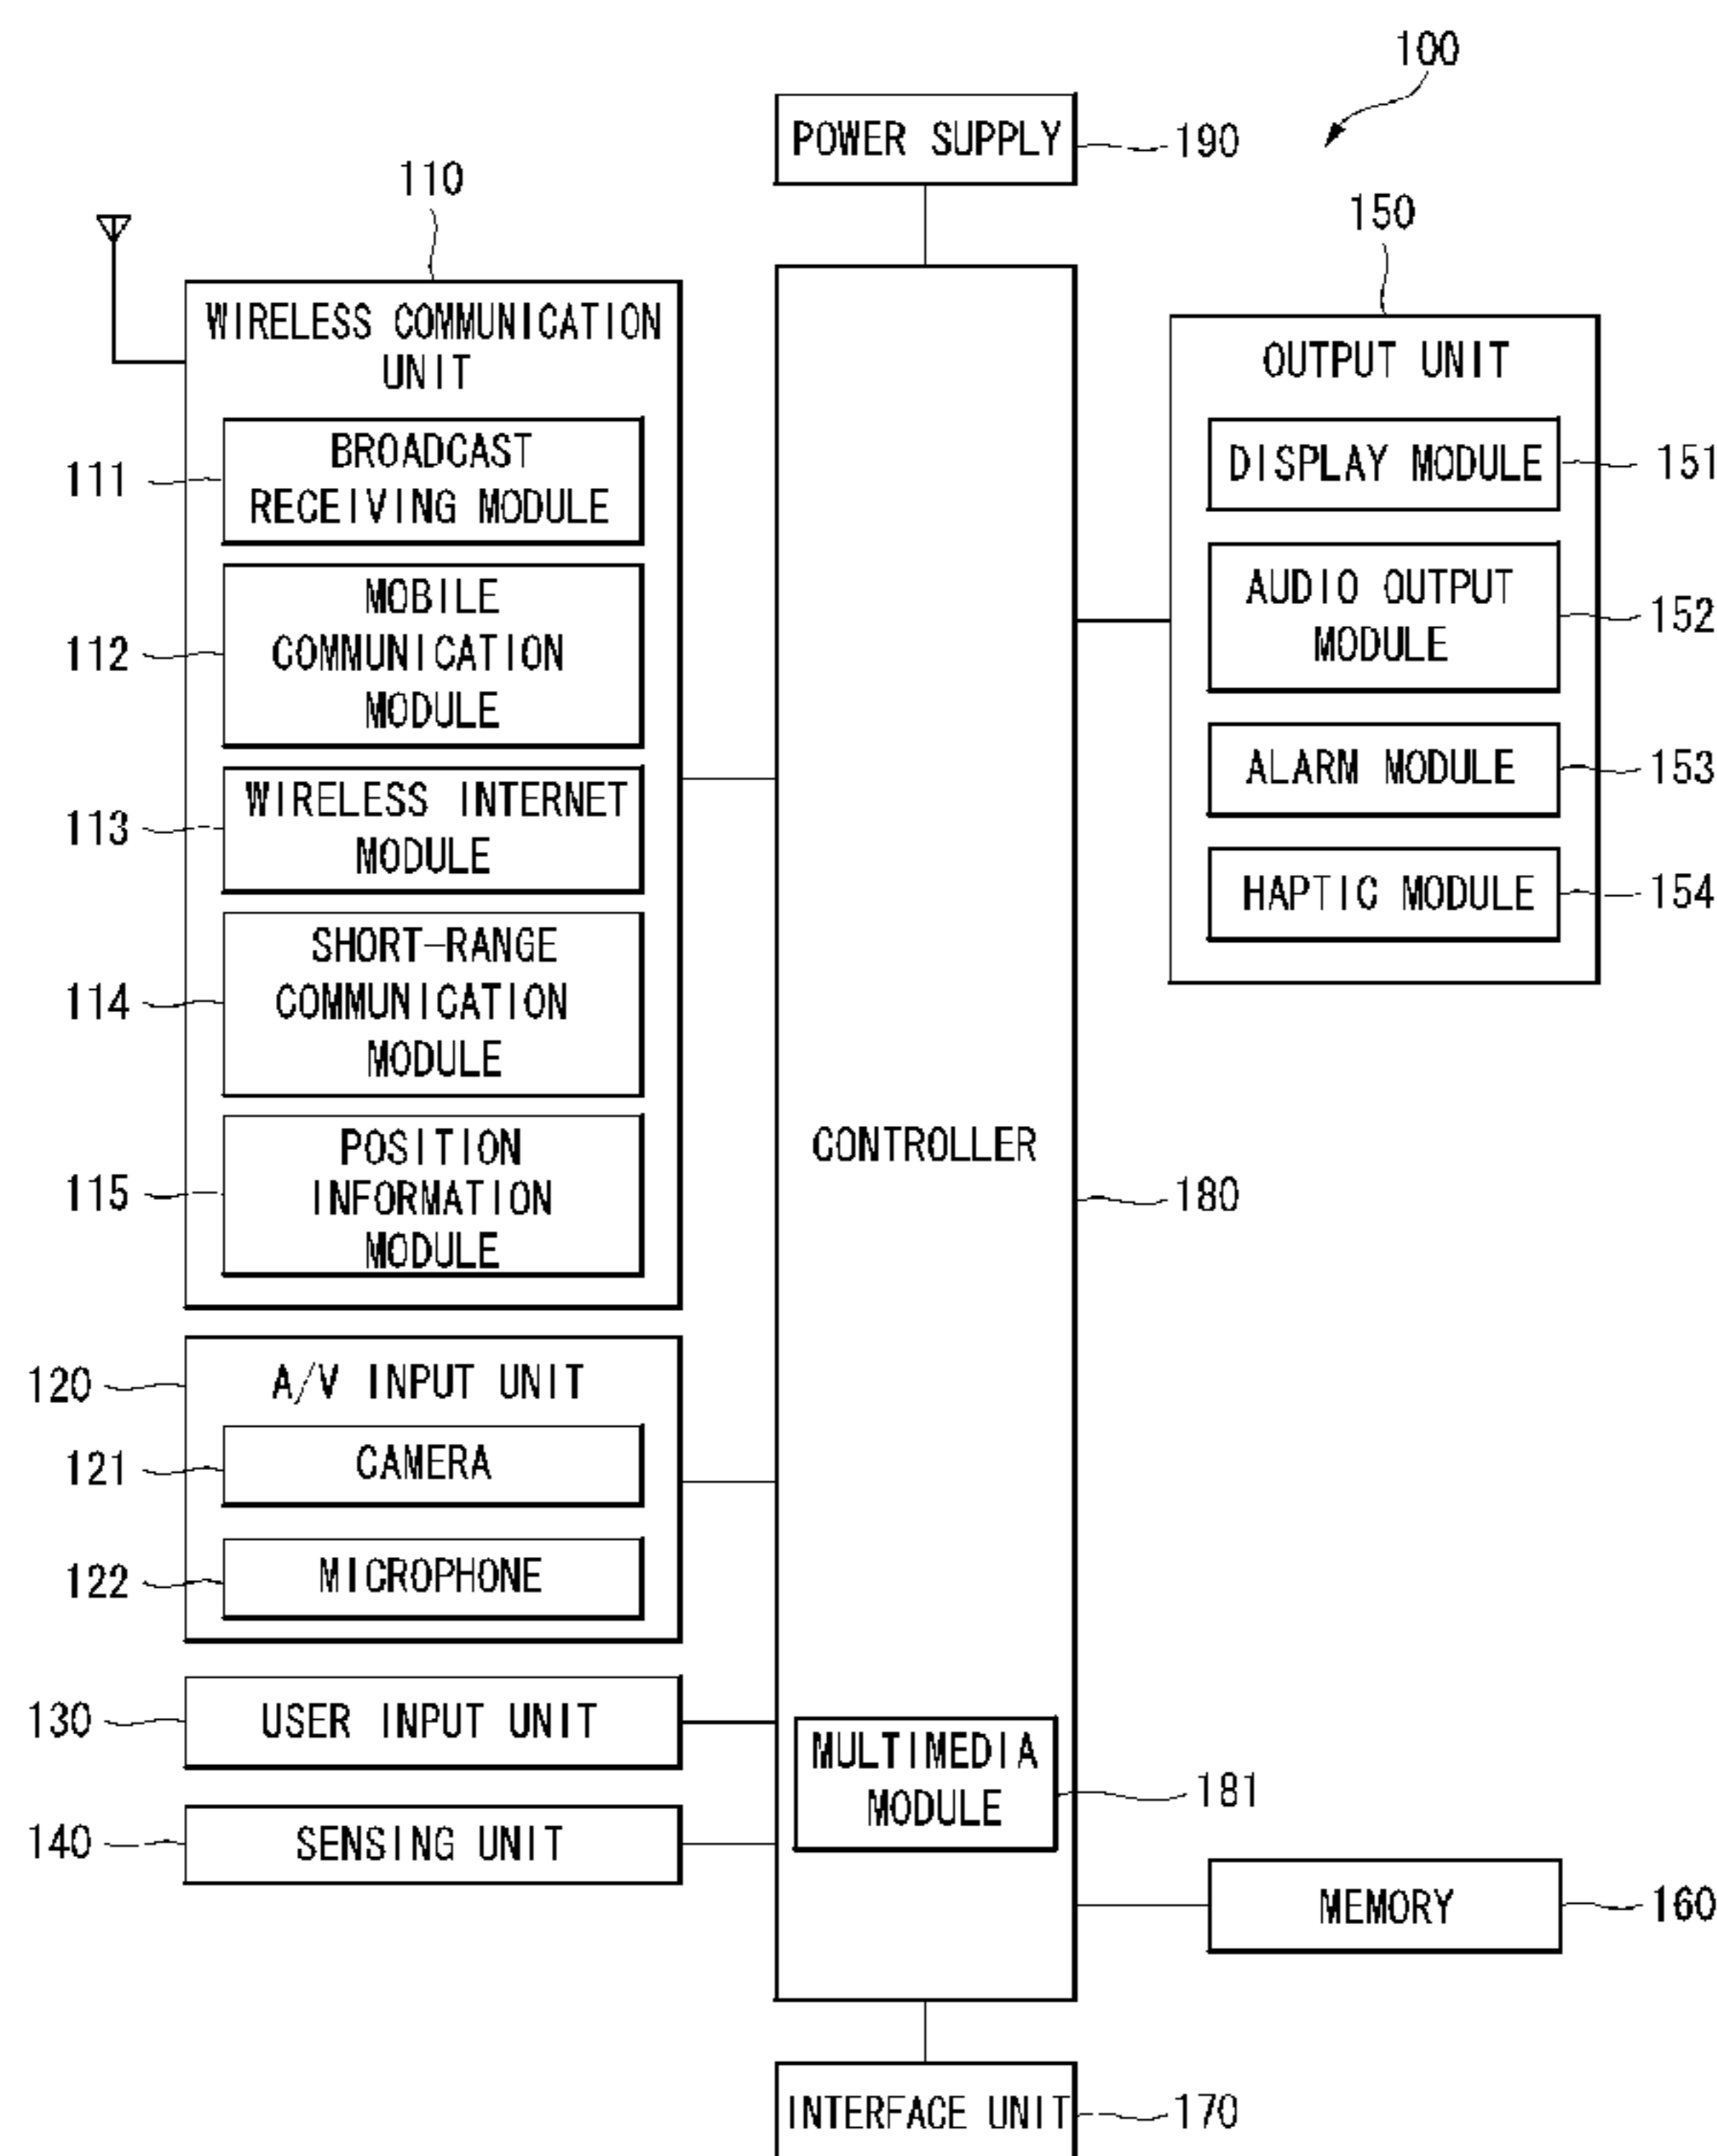 100
POWER SUPPLY
190
110
WIRELESS COMMUNICATION
UNIT
111
BROADCAST
RECEIVING MODULE
112
MOBILE
COMMUNICATION
MODULE
113
WIRELESS INTERNET
MODULE
114
SHORT-RANGE
COMMUNICATION
MODULE
115
POSITION
INFORMATION
MODULE
120
A/V INPUT UNIT
121
CAMERA
122
MICROPHONE
130
USER INPUT UNIT
140
SENSING UNIT
CONTROLLER
180
MULTIMEDIA
MODULE
181
150
OUTPUT UNIT
DISPLAY MODULE
151
AUDIO OUTPUT
MODULE
152
ALARM MODULE
153
HAPTIC MODULE
154
MEMORY
160
INTERFACE UNIT
170